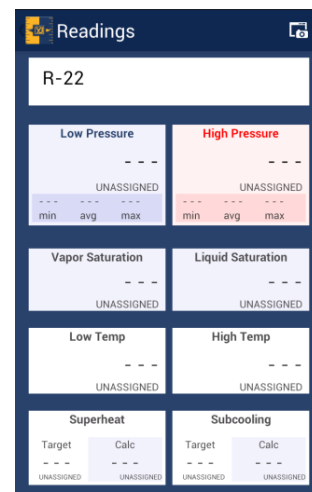 Readings
R-22
Low Pressure High Pressure
- - - - - -
UNASSIGNED UNASSIGNED
- - - - - - - - - - - - - - - - - -
min avg max min avg max
Vapor Saturation Liquid Saturation
- - - - - -
UNASSIGNED UNASSIGNED
Low Temp High Temp
- - - - - -
UNASSIGNED UNASSIGNED
Superheat Subcooling
Target Calc Target Calc
- - - - - - - - - - - -
UNASSIGNED UNASSIGNED UNASSIGNED UNASSIGNED